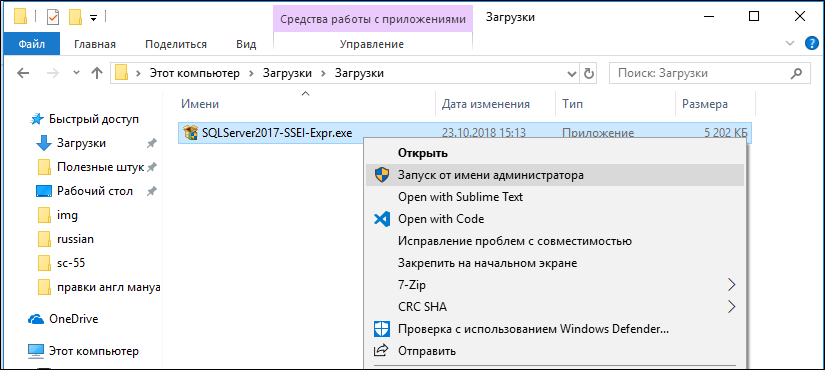 Средства работы с приложениями
Загрузки
Файл
Главная
Поделиться
Вид
Управление
Этот компьютер > Загрузки > Загрузки
Поиск: Загрузки
Имени
Дата изменения
Тип
Размера
SQLServer2017-SSEI-Expr.exe
23.10.2018 15:13
Приложение
5 202 КБ
Быстрый доступ
Загрузки
Полезные штук
Рабочий стол
img
russian
sc-55
правки англ мануа
OneDrive
Этот компьютер
Открыть
Запуск от имени администратора
Open with Sublime Text
Open with Code
Исправление проблем с совместимостью
Закрепить на начальном экране
7-Zip
CRC SHA
Проверка с использованием Windows Defender...
Отправить